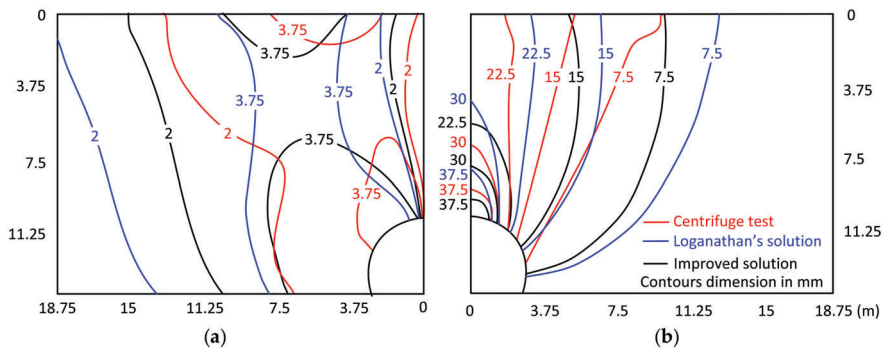 0
3.75
7.5
11.25
18.75 15 11.25 7.5 3.75 0
3.75 3.75
2
2
2
3.75
3.75
2
2
3.75
3.75
(a)
22.5 22.5 15 15 15 7.5 7.5 7.5
30
22.5
30
30
37.5
37.5
37.5
0
3.75
7.5
11.25
Centrifuge test
Loganathan's solution
Improved solution
Contours dimension in mm
0 3.75 7.5 11.25 15 18.75 (m)
(b)